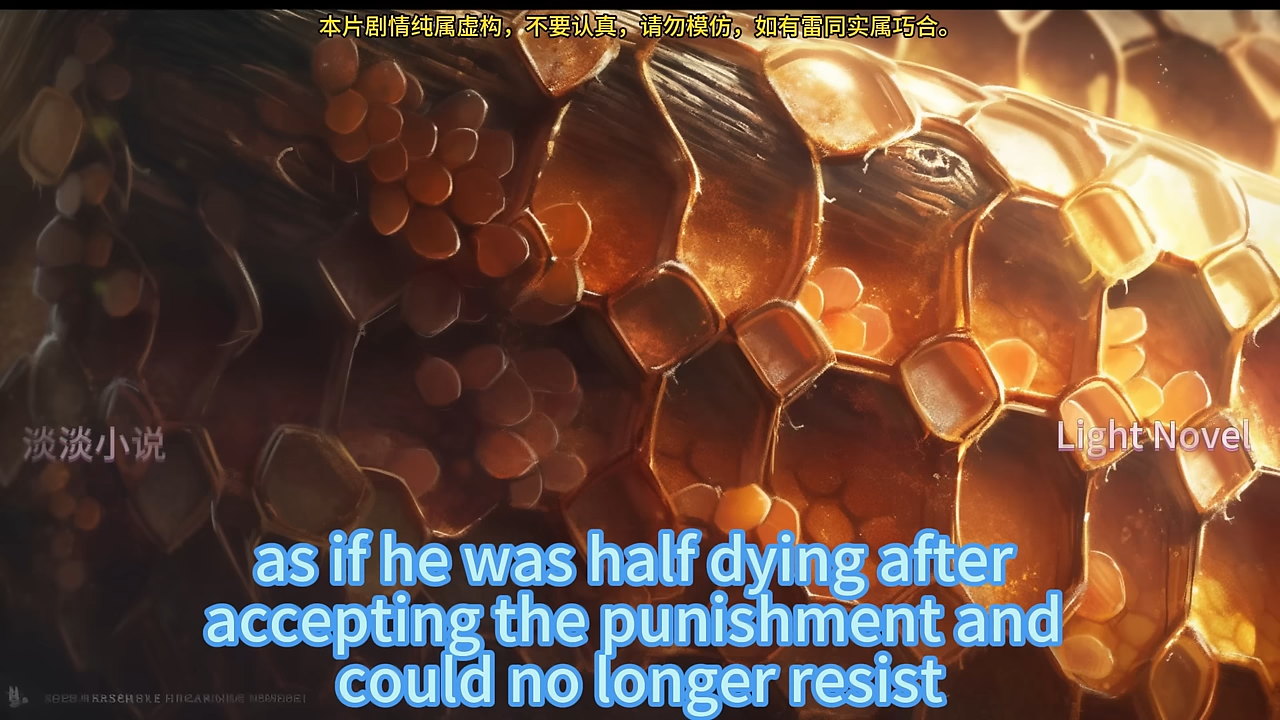 本片剧情纯属虚构，不要认真，请勿模仿，如有雷同实属巧合。
淡淡小说
Light Novel
as if he was half dying after
accepting the punishment and
could no longer resist